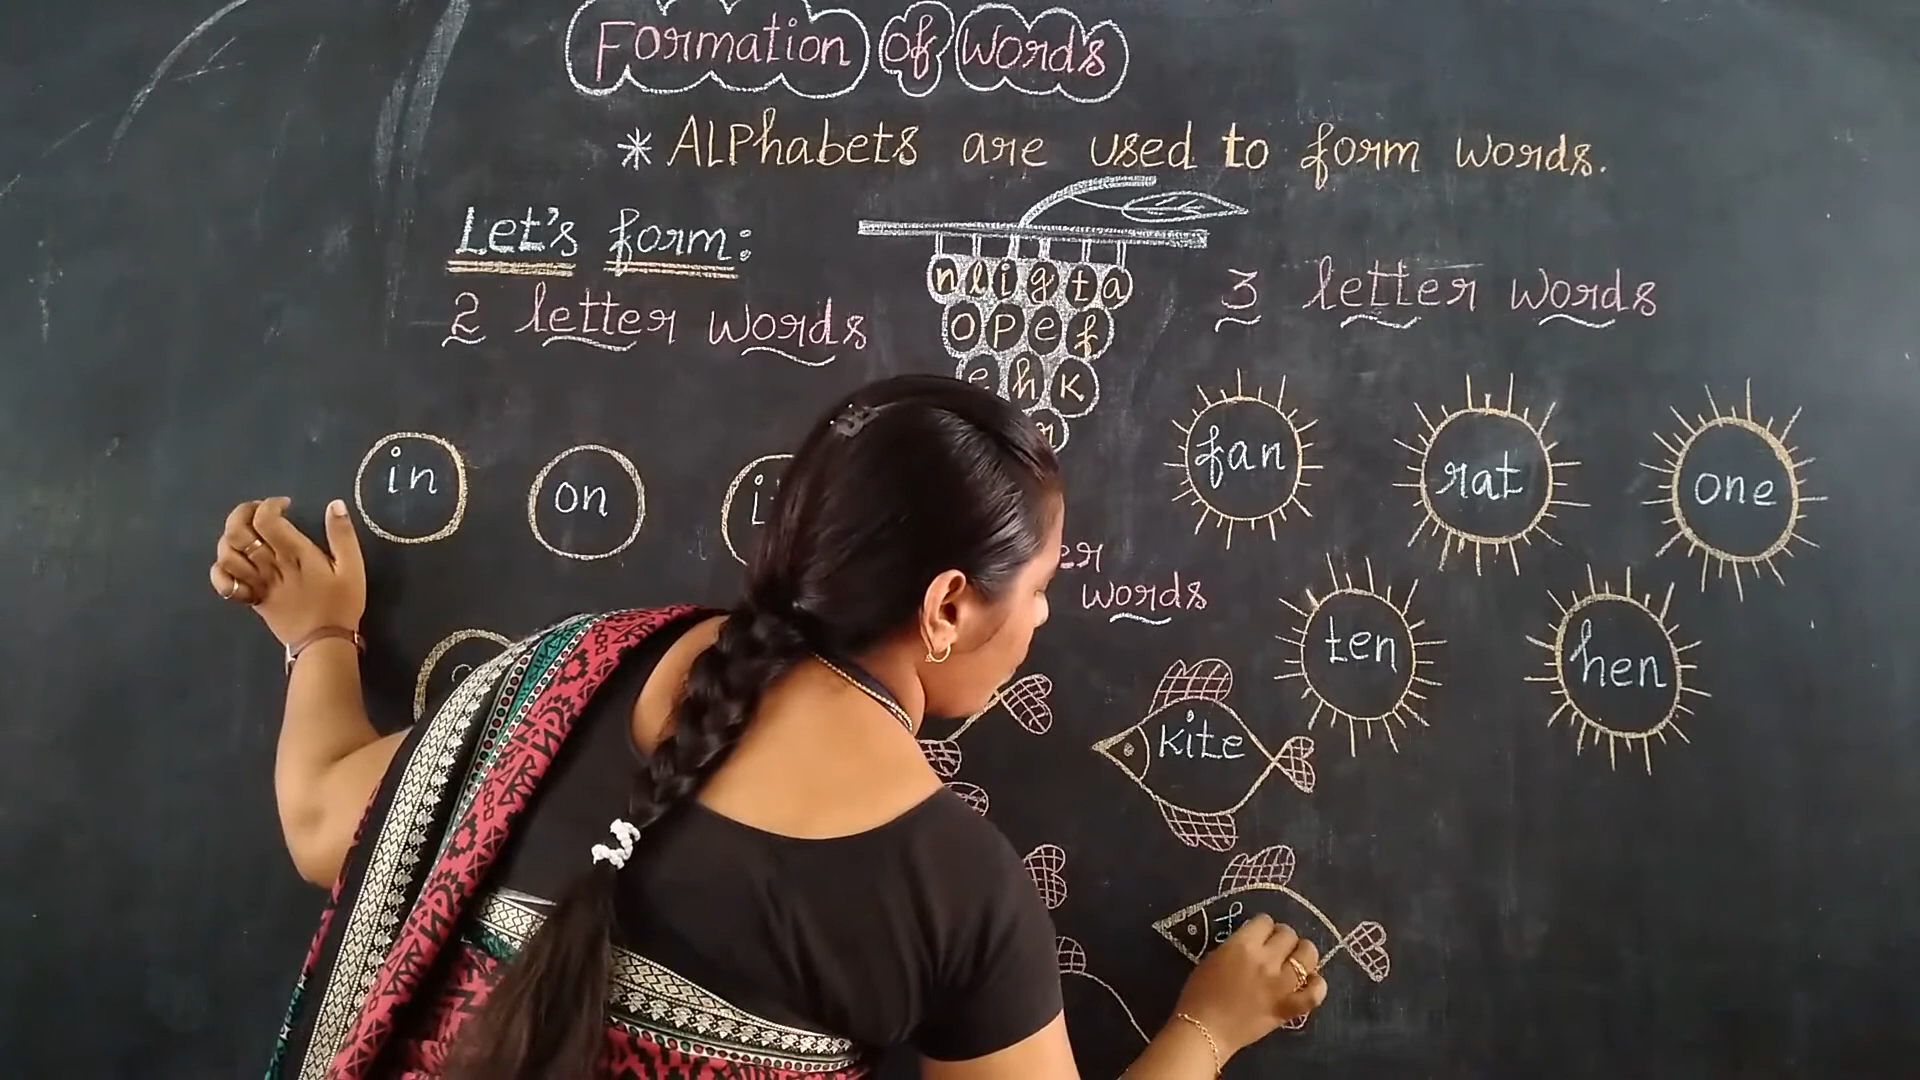 Formation of Words
* Alphabets are used to form words.
Let's form:
n l i g t a
o p e f
e h k
2 letter words
3 letter words
in
on
fan
rat
one
words
ten
hen
kite